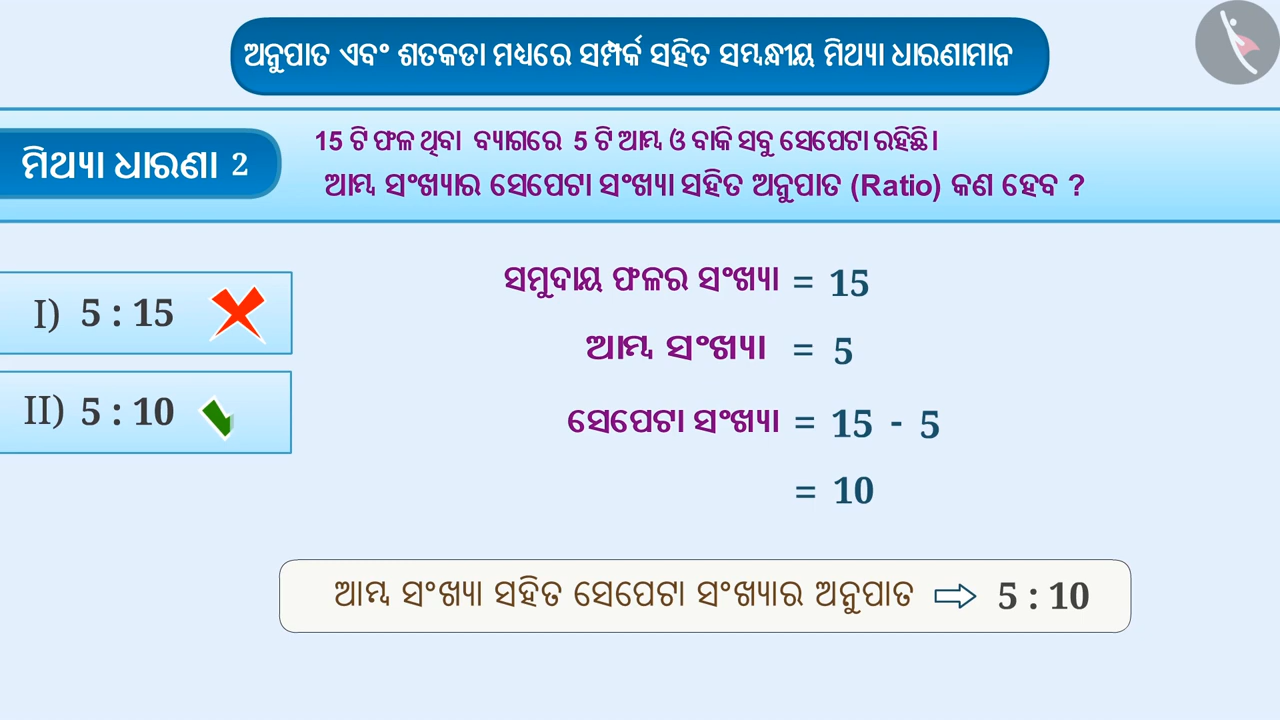 ଅନୁପାତ ଏବଂ ଶତକଡା ମଧ୍ୟରେ ସମ୍ପର୍କ ସହିତ ସମ୍ବନ୍ଧୀୟ ମିଥ୍ୟା ଧାରଣାମାନ
ମିଥ୍ୟା ଧାରଣା 2
15 ଟି ଫଳ ଥିବା ବ୍ୟାଗରେ 5 ଟି ଆମ୍ବ ଓ ବାକି ସବୁ ସେପେଟା ରହିଛି।
ଆମ୍ବ ସଂଖ୍ୟାର ସେପେଟା ସଂଖ୍ୟା ସହିତ ଅନୁପାତ (Ratio) କଣ ହେବ ?
I) 5 : 15
II) 5 : 10
ସମୁଦାୟ ଫଳର ସଂଖ୍ୟା = 15
ଆମ୍ବ ସଂଖ୍ୟା = 5
ସେପେଟା ସଂଖ୍ୟା = 15 - 5
= 10
ଆମ୍ବ ସଂଖ୍ୟା ସହିତ ସେପେଟା ସଂଖ୍ୟାର ଅନୁପାତ ⇨ 5 : 10